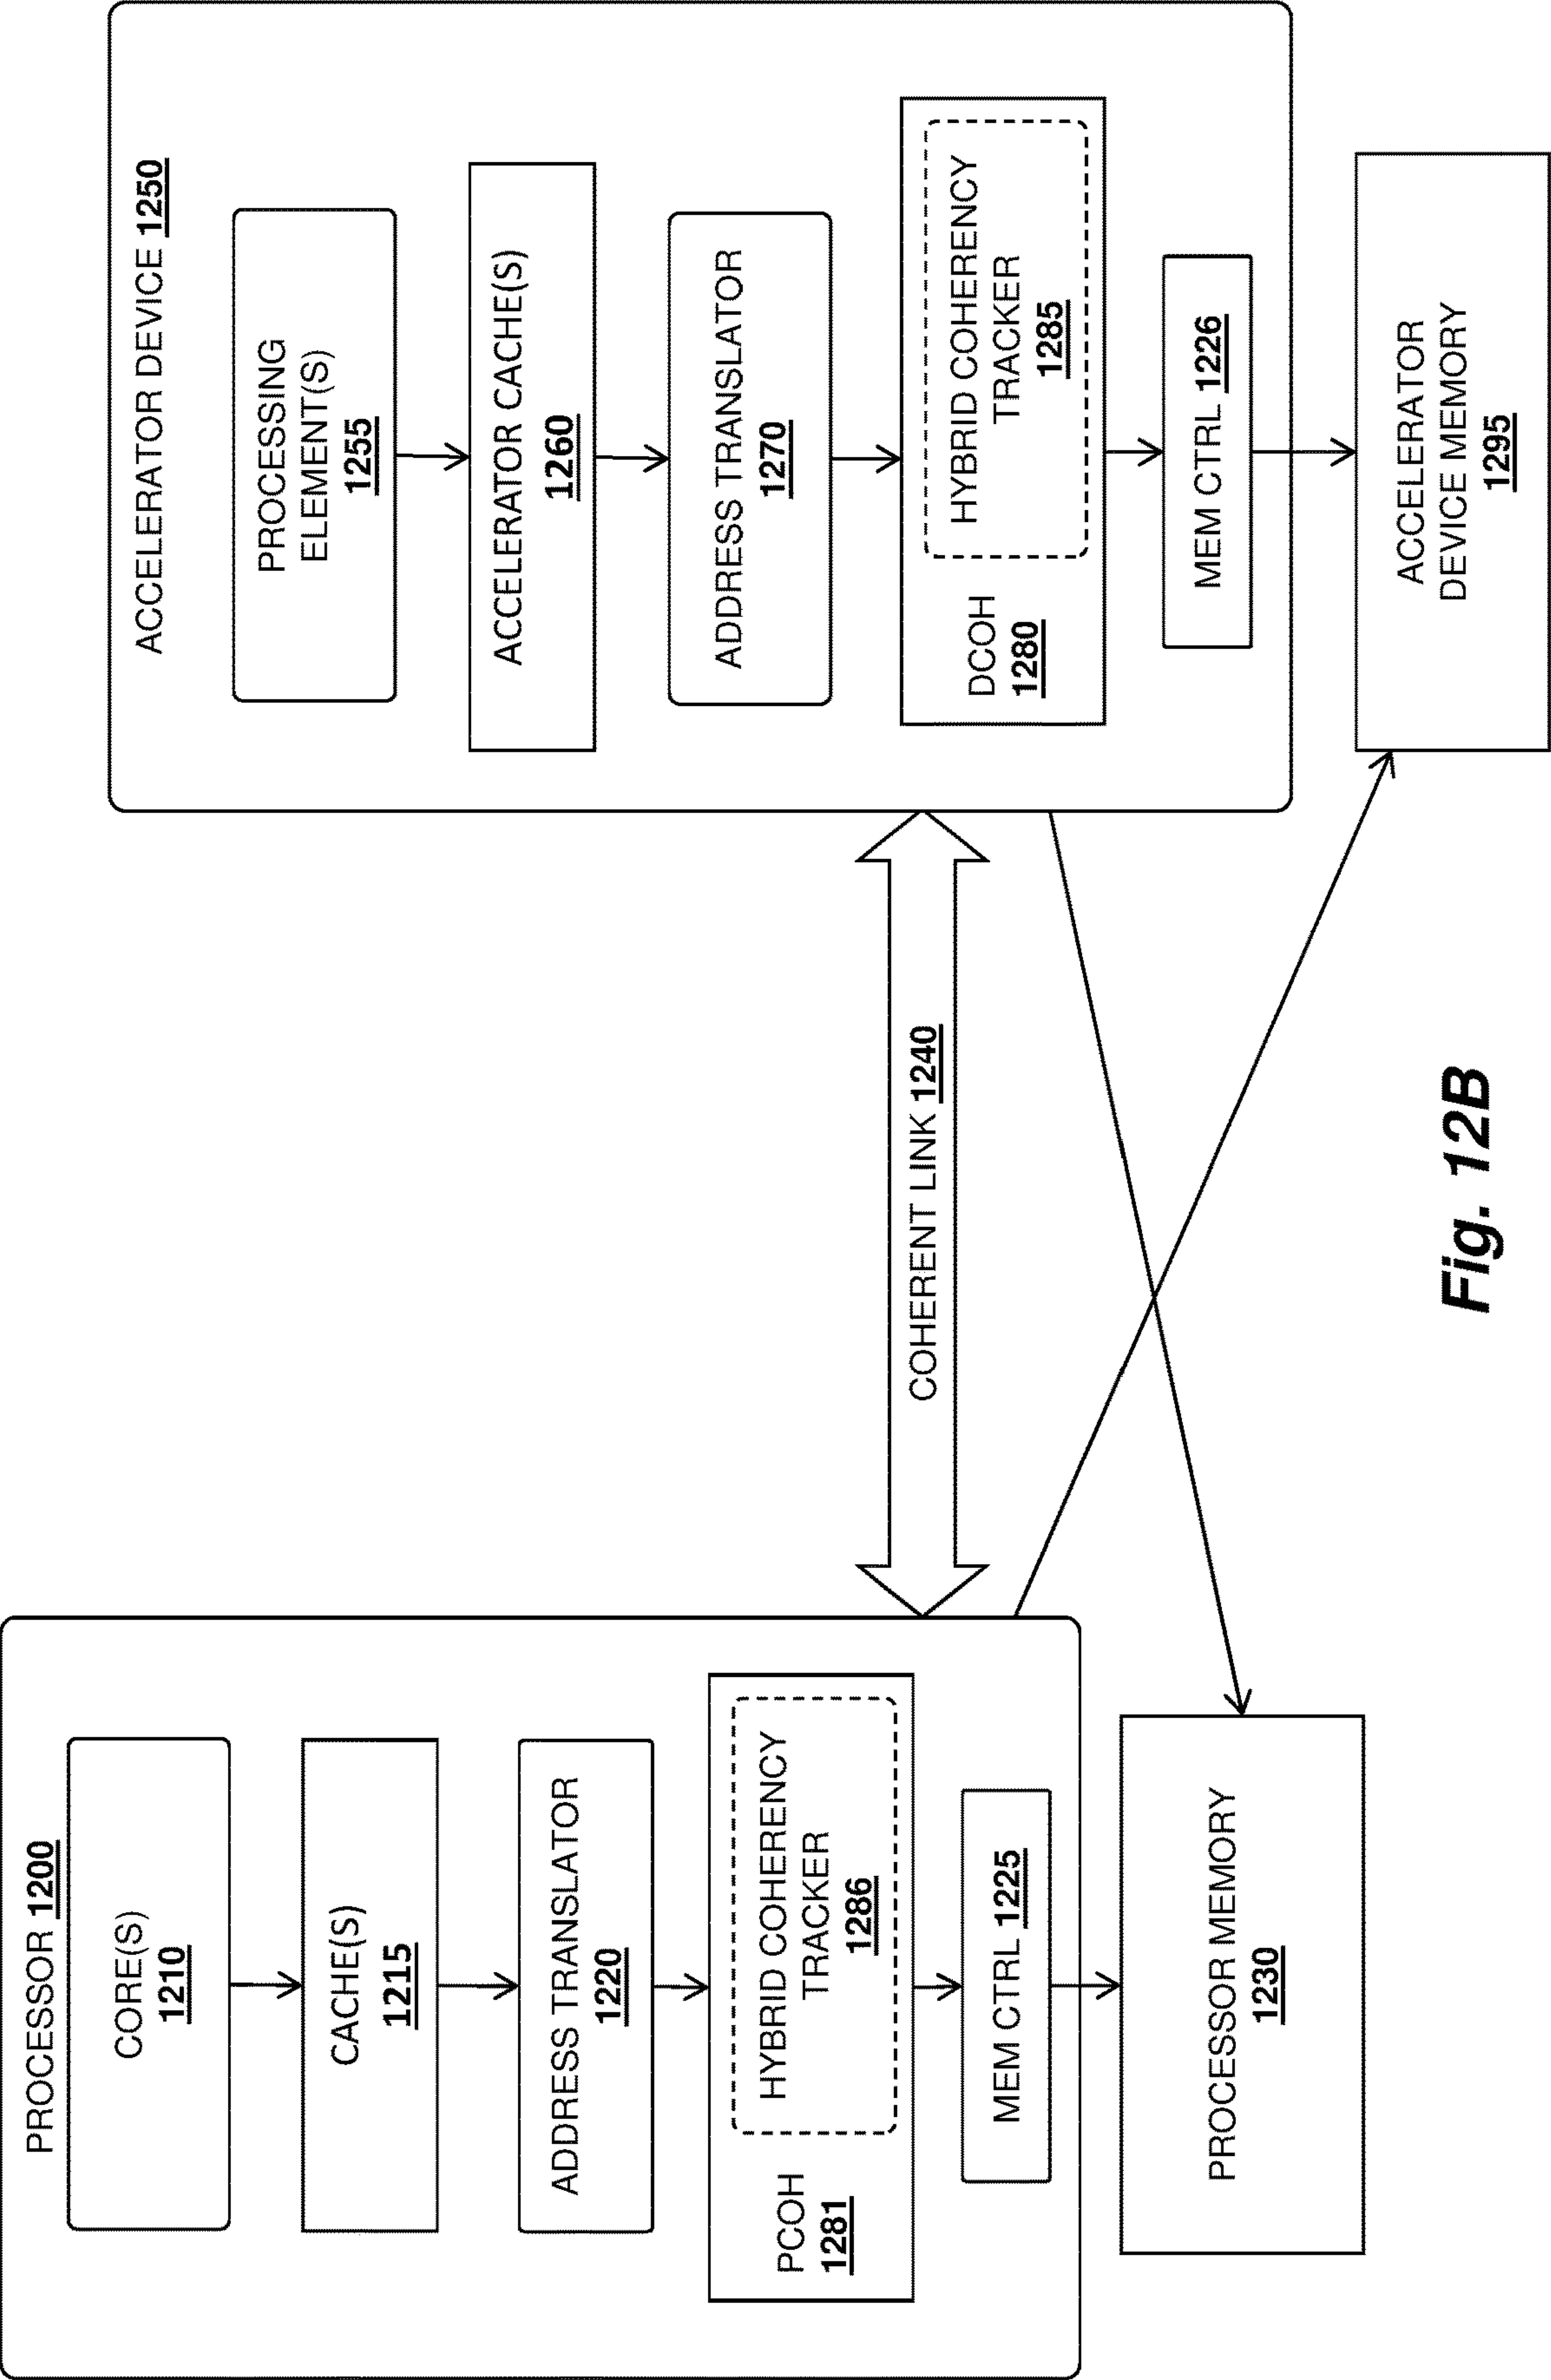 PROCESSOR 1200
CORE(S)
1210
CACHE(S)
1215
ADDRESS TRANSLATOR
1220
PCOH
1281
HYBRID COHERENCY
TRACKER
1286
MEM CTRL 1225
PROCESSOR MEMORY
1230
COHERENT LINK 1240
ACCELERATOR DEVICE 1250
PROCESSING
ELEMENT(S)
1255
ACCELERATOR CACHE(S)
1260
ADDRESS TRANSLATOR
1270
DCOH
1280
HYBRID COHERENCY
TRACKER
1285
MEM CTRL 1226
ACCELERATOR
DEVICE MEMORY
1295
Fig. 12B